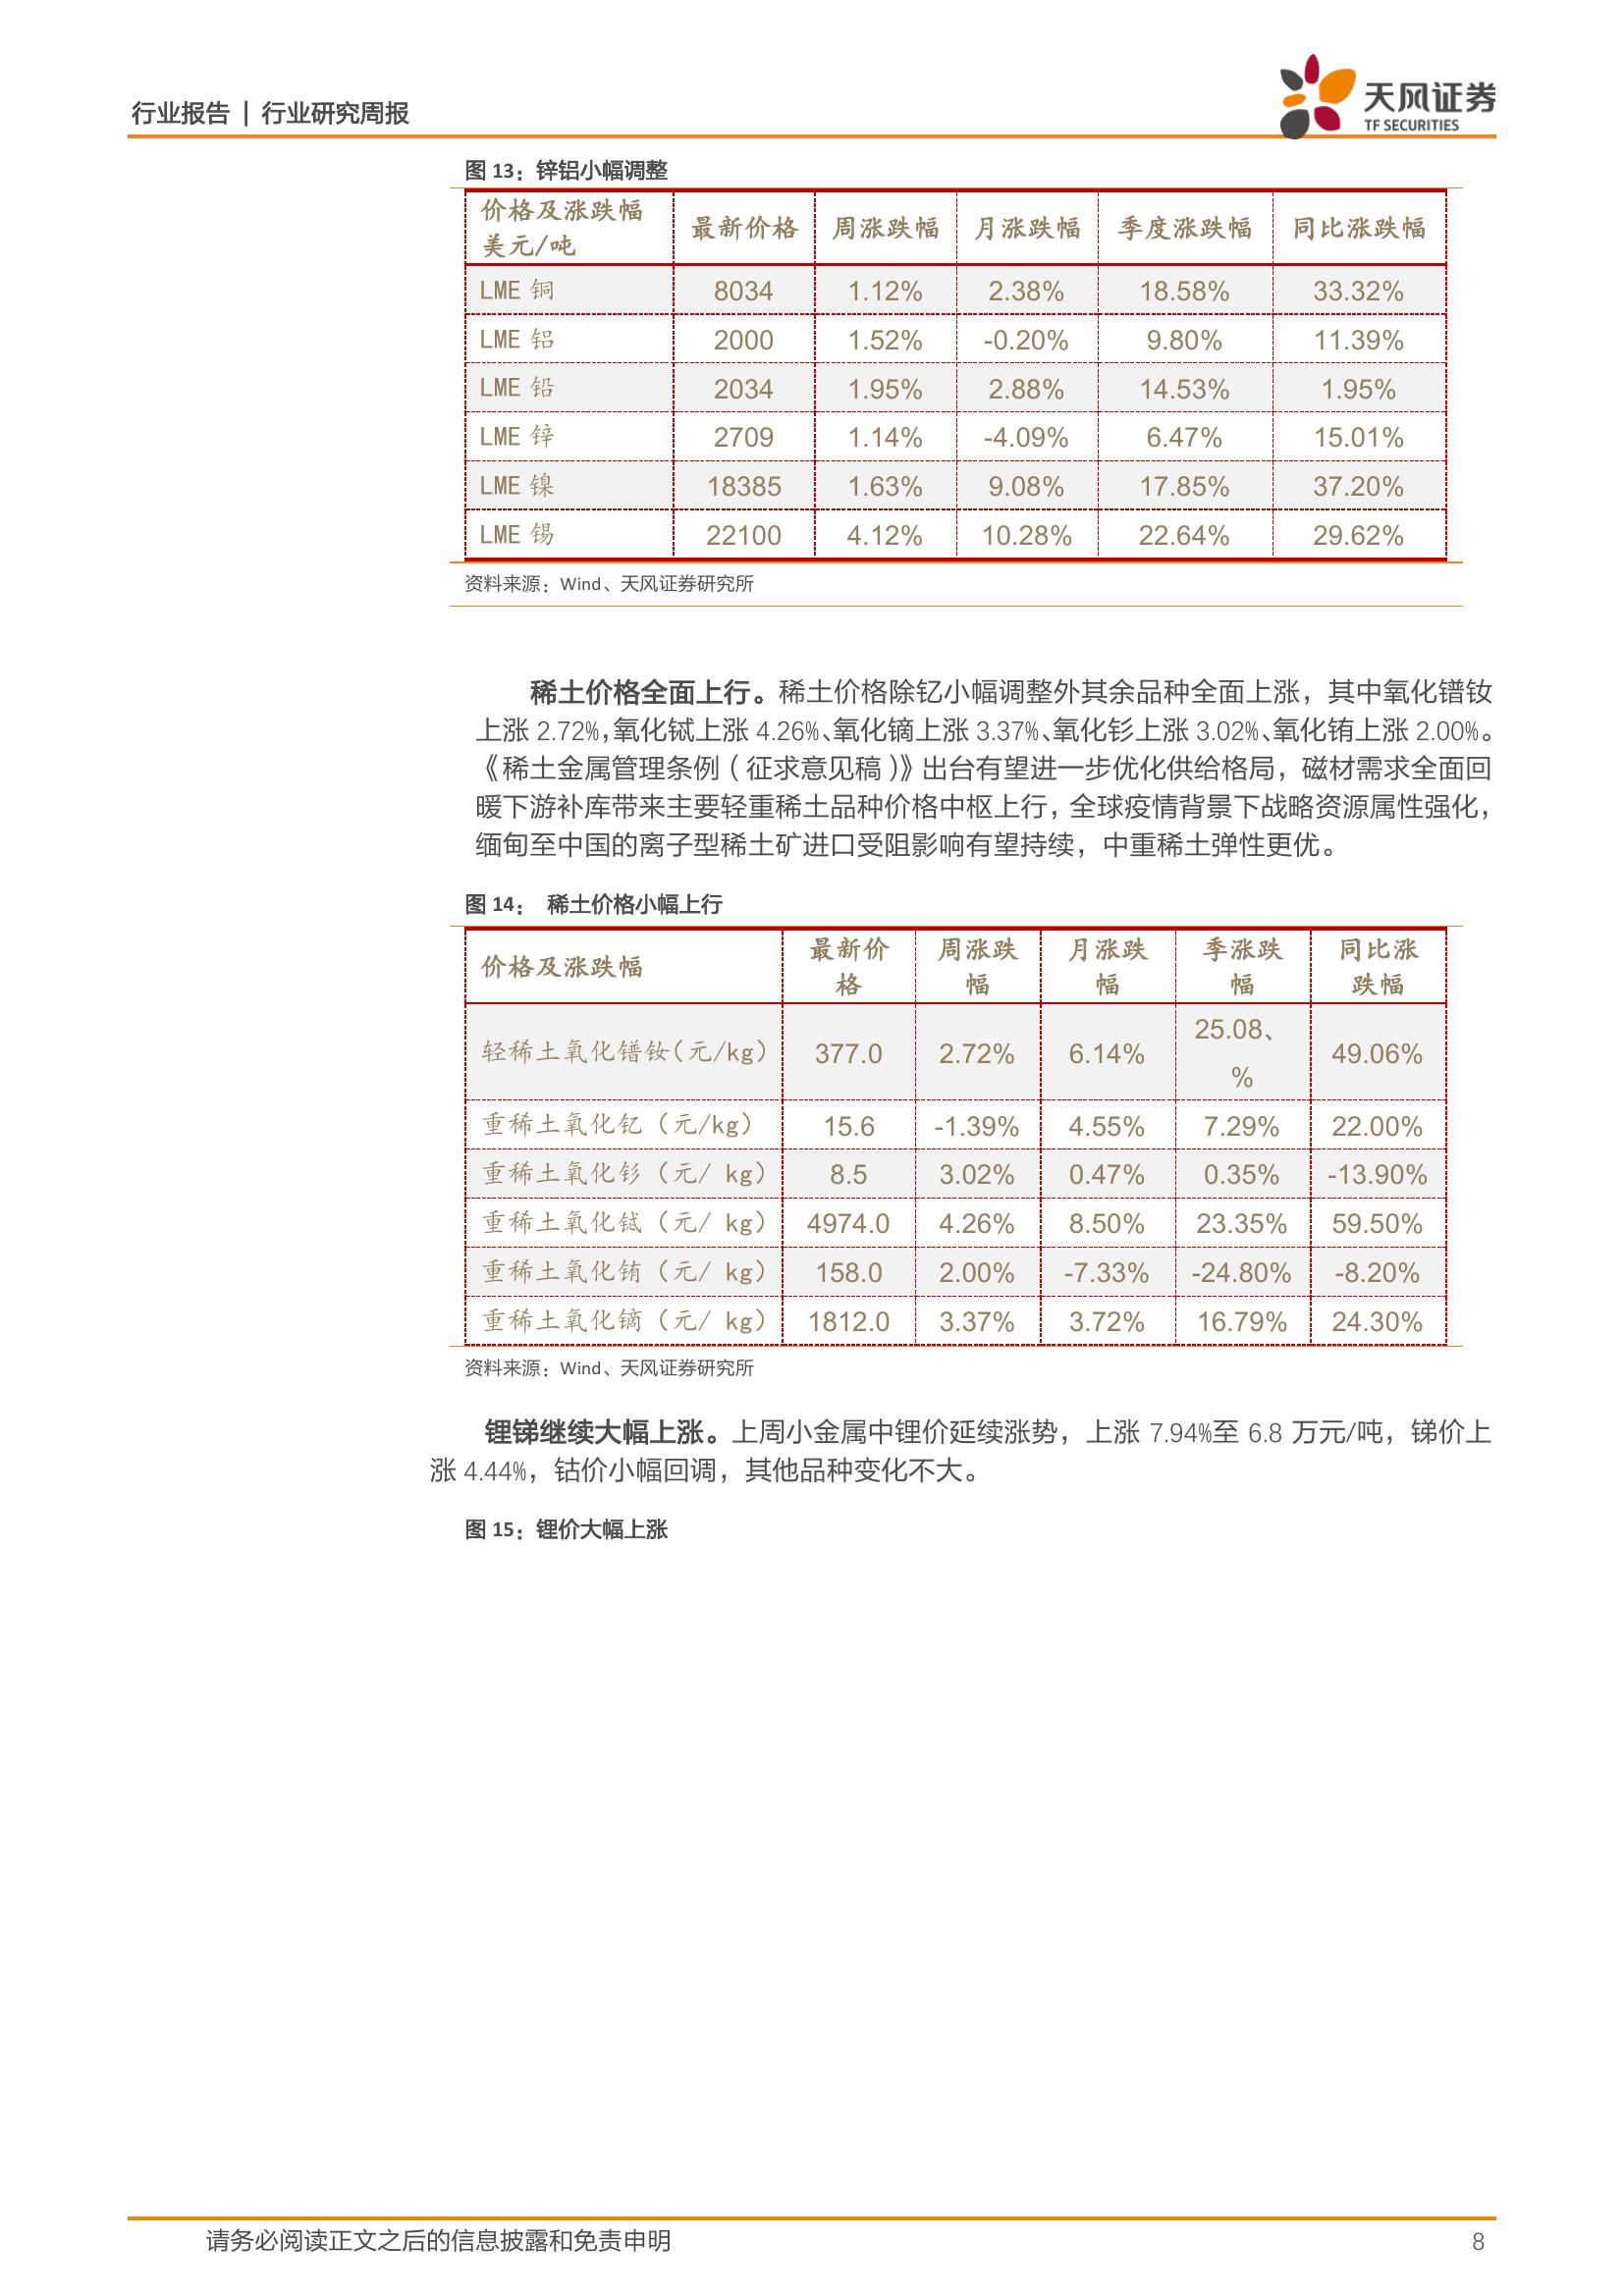 行业报告 | 行业研究周报
天风证券
TF SECURITIES
图 13：锌铝小幅调整
价格及涨跌幅 美元/吨 最新价格 周涨跌幅 月涨跌幅 季度涨跌幅 同比涨跌幅
LME 铜 8034 1.12% 2.38% 18.58% 33.32%
LME 铝 2000 1.52% -0.20% 9.80% 11.39%
LME 铅 2034 1.95% 2.88% 14.53% 1.95%
LME 锌 2709 1.14% -4.09% 6.47% 15.01%
LME 镍 18385 1.63% 9.08% 17.85% 37.20%
LME 锡 22100 4.12% 10.28% 22.64% 29.62%
资料来源：Wind、天风证券研究所
稀土价格全面上行。稀土价格除钇小幅调整外其余品种全面上涨，其中氧化镨钕
上涨 2.72%，氧化铽上涨 4.26%、氧化镝上涨 3.37%、氧化钐上涨 3.02%、氧化铕上涨 2.00%。
《稀土金属管理条例（征求意见稿）》出台有望进一步优化供给格局，磁材需求全面回
暖下游补库带来主要轻重稀土品种价格中枢上行，全球疫情背景下战略资源属性强化，
缅甸至中国的离子型稀土矿进口受阻影响有望持续，中重稀土弹性更优。
图 14： 稀土价格小幅上行
价格及涨跌幅 最新价格 周涨跌幅 月涨跌幅 季涨跌幅 同比涨跌幅
轻稀土氧化镨钕(元/kg) 377.0 2.72% 6.14% 25.08、% 49.06%
重稀土氧化钇（元/kg） 15.6 -1.39% 4.55% 7.29% 22.00%
重稀土氧化钐（元/ kg） 8.5 3.02% 0.47% 0.35% -13.90%
重稀土氧化铽（元/ kg） 4974.0 4.26% 8.50% 23.35% 59.50%
重稀土氧化铕（元/ kg） 158.0 2.00% -7.33% -24.80% -8.20%
重稀土氧化镝（元/ kg） 1812.0 3.37% 3.72% 16.79% 24.30%
资料来源：Wind、天风证券研究所
锂锑继续大幅上涨。上周小金属中锂价延续涨势，上涨 7.94%至 6.8 万元/吨，锑价上
涨 4.44%，钴价小幅回调，其他品种变化不大。
图 15：锂价大幅上涨
请务必阅读正文之后的信息披露和免责申明 8